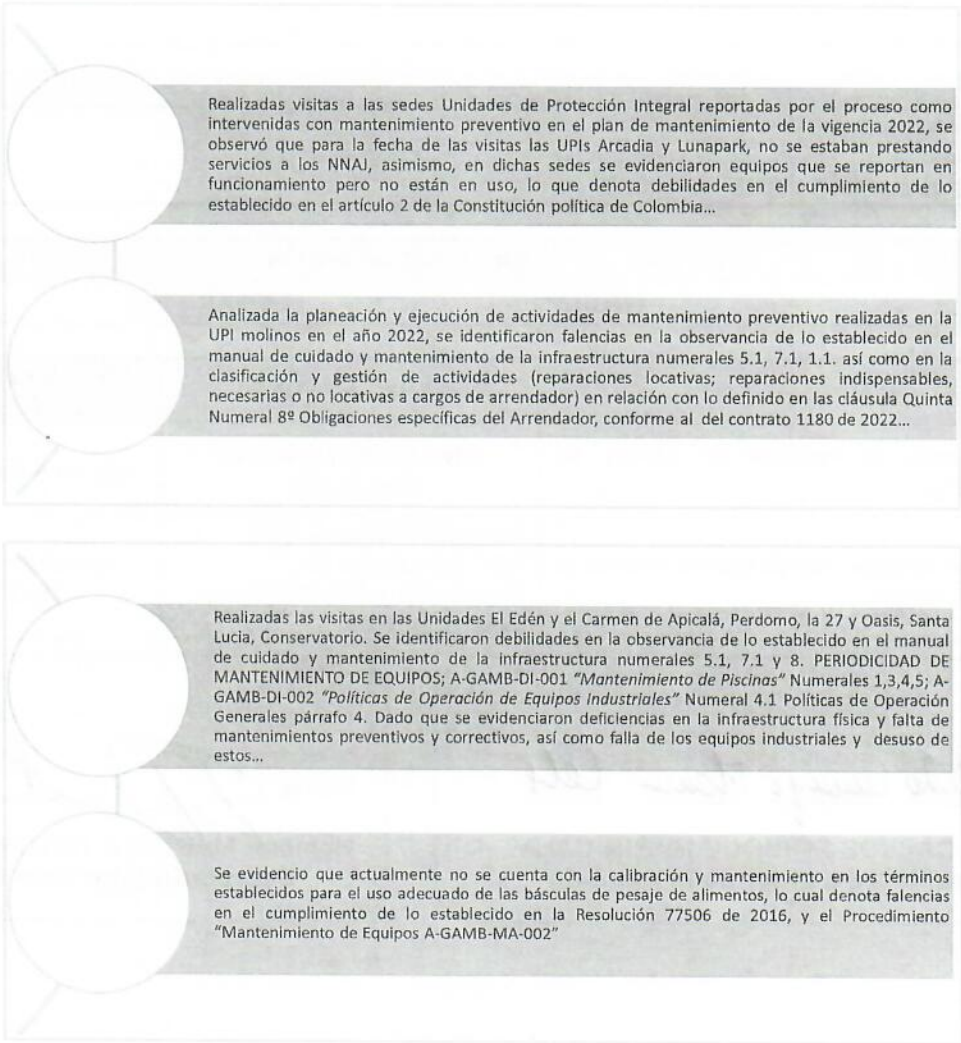 Realizadas visitas a las sedes Unidades de Protección Integral reportadas por el proceso como
intervenidas con mantenimiento preventivo en el plan de mantenimiento de la vigencia 2022, se
observó que para la fecha de las visitas las UPIs Arcadia y Lunapark, no se estaban prestando
servicios a los NNAJ, asimismo, en dichas sedes se evidenciaron equipos que se reportan en
funcionamiento pero no están en uso, lo que denota debilidades en el cumplimiento de lo
establecido en el artículo 2 de la Constitución política de Colombia...
Analizada la planeación y ejecución de actividades de mantenimiento preventivo realizadas en la
UPI molinos en el año 2022, se identificaron falencias en la observancia de lo establecido en el
manual de cuidado y mantenimiento de la infraestructura numerales 5.1, 7.1, 1.1. así como en la
clasificación y gestión de actividades (reparaciones locativas; reparaciones indispensables,
necesarias o no locativas a cargos de arrendador) en relación con lo definido en las cláusula Quinta
Numeral 8º Obligaciones específicas del Arrendador, conforme al del contrato 1180 de 2022...
Realizadas las visitas en las Unidades El Edén y el Carmen de Apicalá, Perdomo, la 27 y Oasis, Santa
Lucia, Conservatorio. Se identificaron debilidades en la observancia de lo establecido en el manual
de cuidado y mantenimiento de la infraestructura numerales 5.1, 7.1 y 8. PERIODICIDAD DE
MANTENIMIENTO DE EQUIPOS; A-GAMB-DI-001 "Mantenimiento de Piscinas" Numerales 1,3,4,5; A-
GAMB-DI-002 "Políticas de Operación de Equipos Industriales" Numeral 4.1 Políticas de Operación
Generales párrafo 4. Dado que se evidenciaron deficiencias en la infraestructura física y falta de
mantenimientos preventivos y correctivos, así como falla de los equipos industriales y desuso de
estos...
Se evidencio que actualmente no se cuenta con la calibración y mantenimiento en los términos
establecidos para el uso adecuado de las básculas de pesaje de alimentos, lo cual denota falencias
en el cumplimiento de lo establecido en la Resolución 77506 de 2016, y el Procedimiento
"Mantenimiento de Equipos A-GAMB-MA-002"